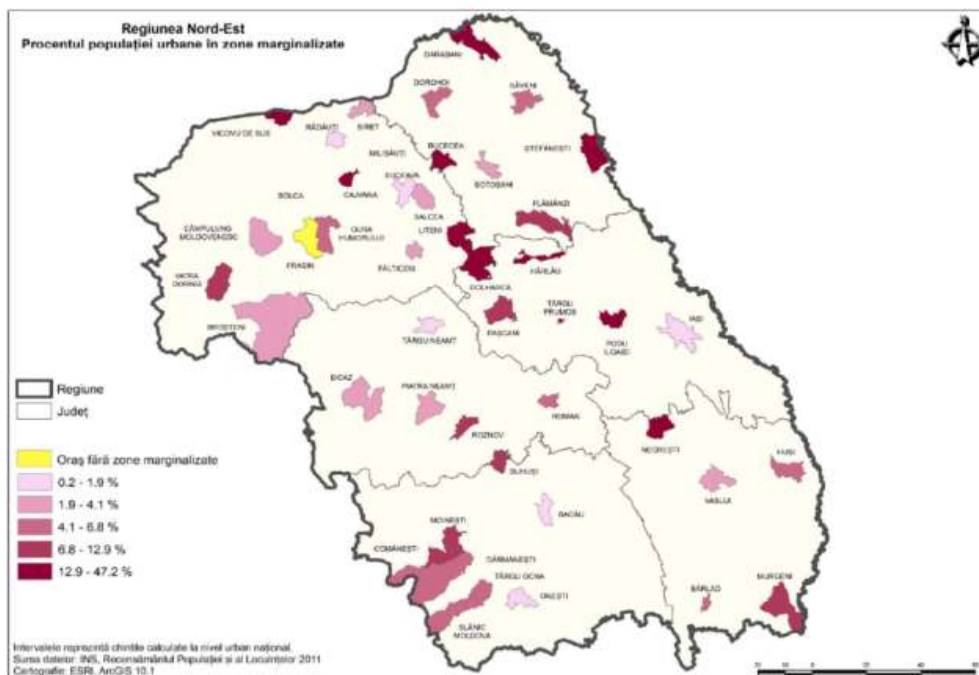 Regiunea Nord-Est
Procentul populației urbane în zone marginalizate
DARABANI
DOROHOI
SĂVENI
VICOVU DE SUS
RĂDĂUȚI
SIRET
MILIȘĂUȚI
BUCECEA
ȘTEFĂNEȘTI
BOTOȘANI
SUCEAVA
CAJVANA
SOLCA
SALCEA
FLĂMÂNZI
CÂMPULUNG
MOLDOVENESC
GURA
HUMORULUI
LITENI
FRASIN
FĂLTICENI
HÂRLĂU
VATRA
DORNEI
DOLHASCA
TÂRGU
FRUMOS
IAȘI
BROȘTENI
PAȘCANI
PODU
ILOAIEI
TÂRGU NEAMȚ
BICAZ
PIATRA NEAMȚ
ROMAN
ROZNOV
NEGREȘTI
HUȘI
BUHUȘI
VASLUI
BACĂU
MOINEȘTI
COMĂNEȘTI
DĂRMĂNEȘTI
TÂRGU OCNA
ONEȘTI
SLĂNIC
MOLDOVA
BÂRLAD
MURGENI
Regiune
Județ
Oraș fără zone marginalizate
0.2 - 1.9 %
1.9 - 4.1 %
4.1 - 6.8 %
6.8 - 12.9 %
12.9 - 47.2 %
Intervalele reprezintă chintile calculate la nivel urban național.
Sursa datelor: INS, Recensământul Populației și al Locuințelor 2011
Cartografie: ESRI, ArcGIS 10.1